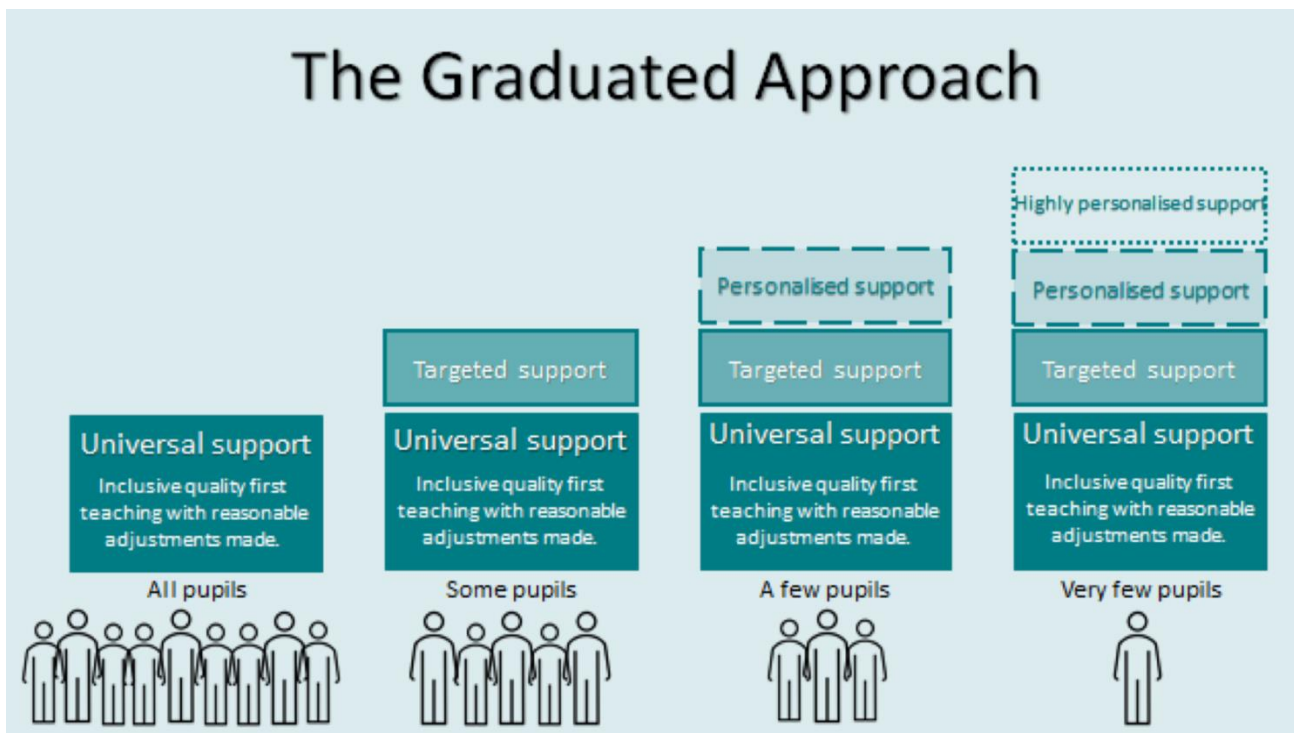 The Graduated Approach
Universal support
Inclusive quality first
teaching with reasonable
adjustments made.
All pupils
Targeted support
Universal support
Inclusive quality first
teaching with reasonable
adjustments made.
Some pupils
Personalised support
Targeted support
Universal support
Inclusive quality first
teaching with reasonable
adjustments made.
A few pupils
Highly personalised support
Personalised support
Targeted support
Universal support
Inclusive quality first
teaching with reasonable
adjustments made.
Very few pupils